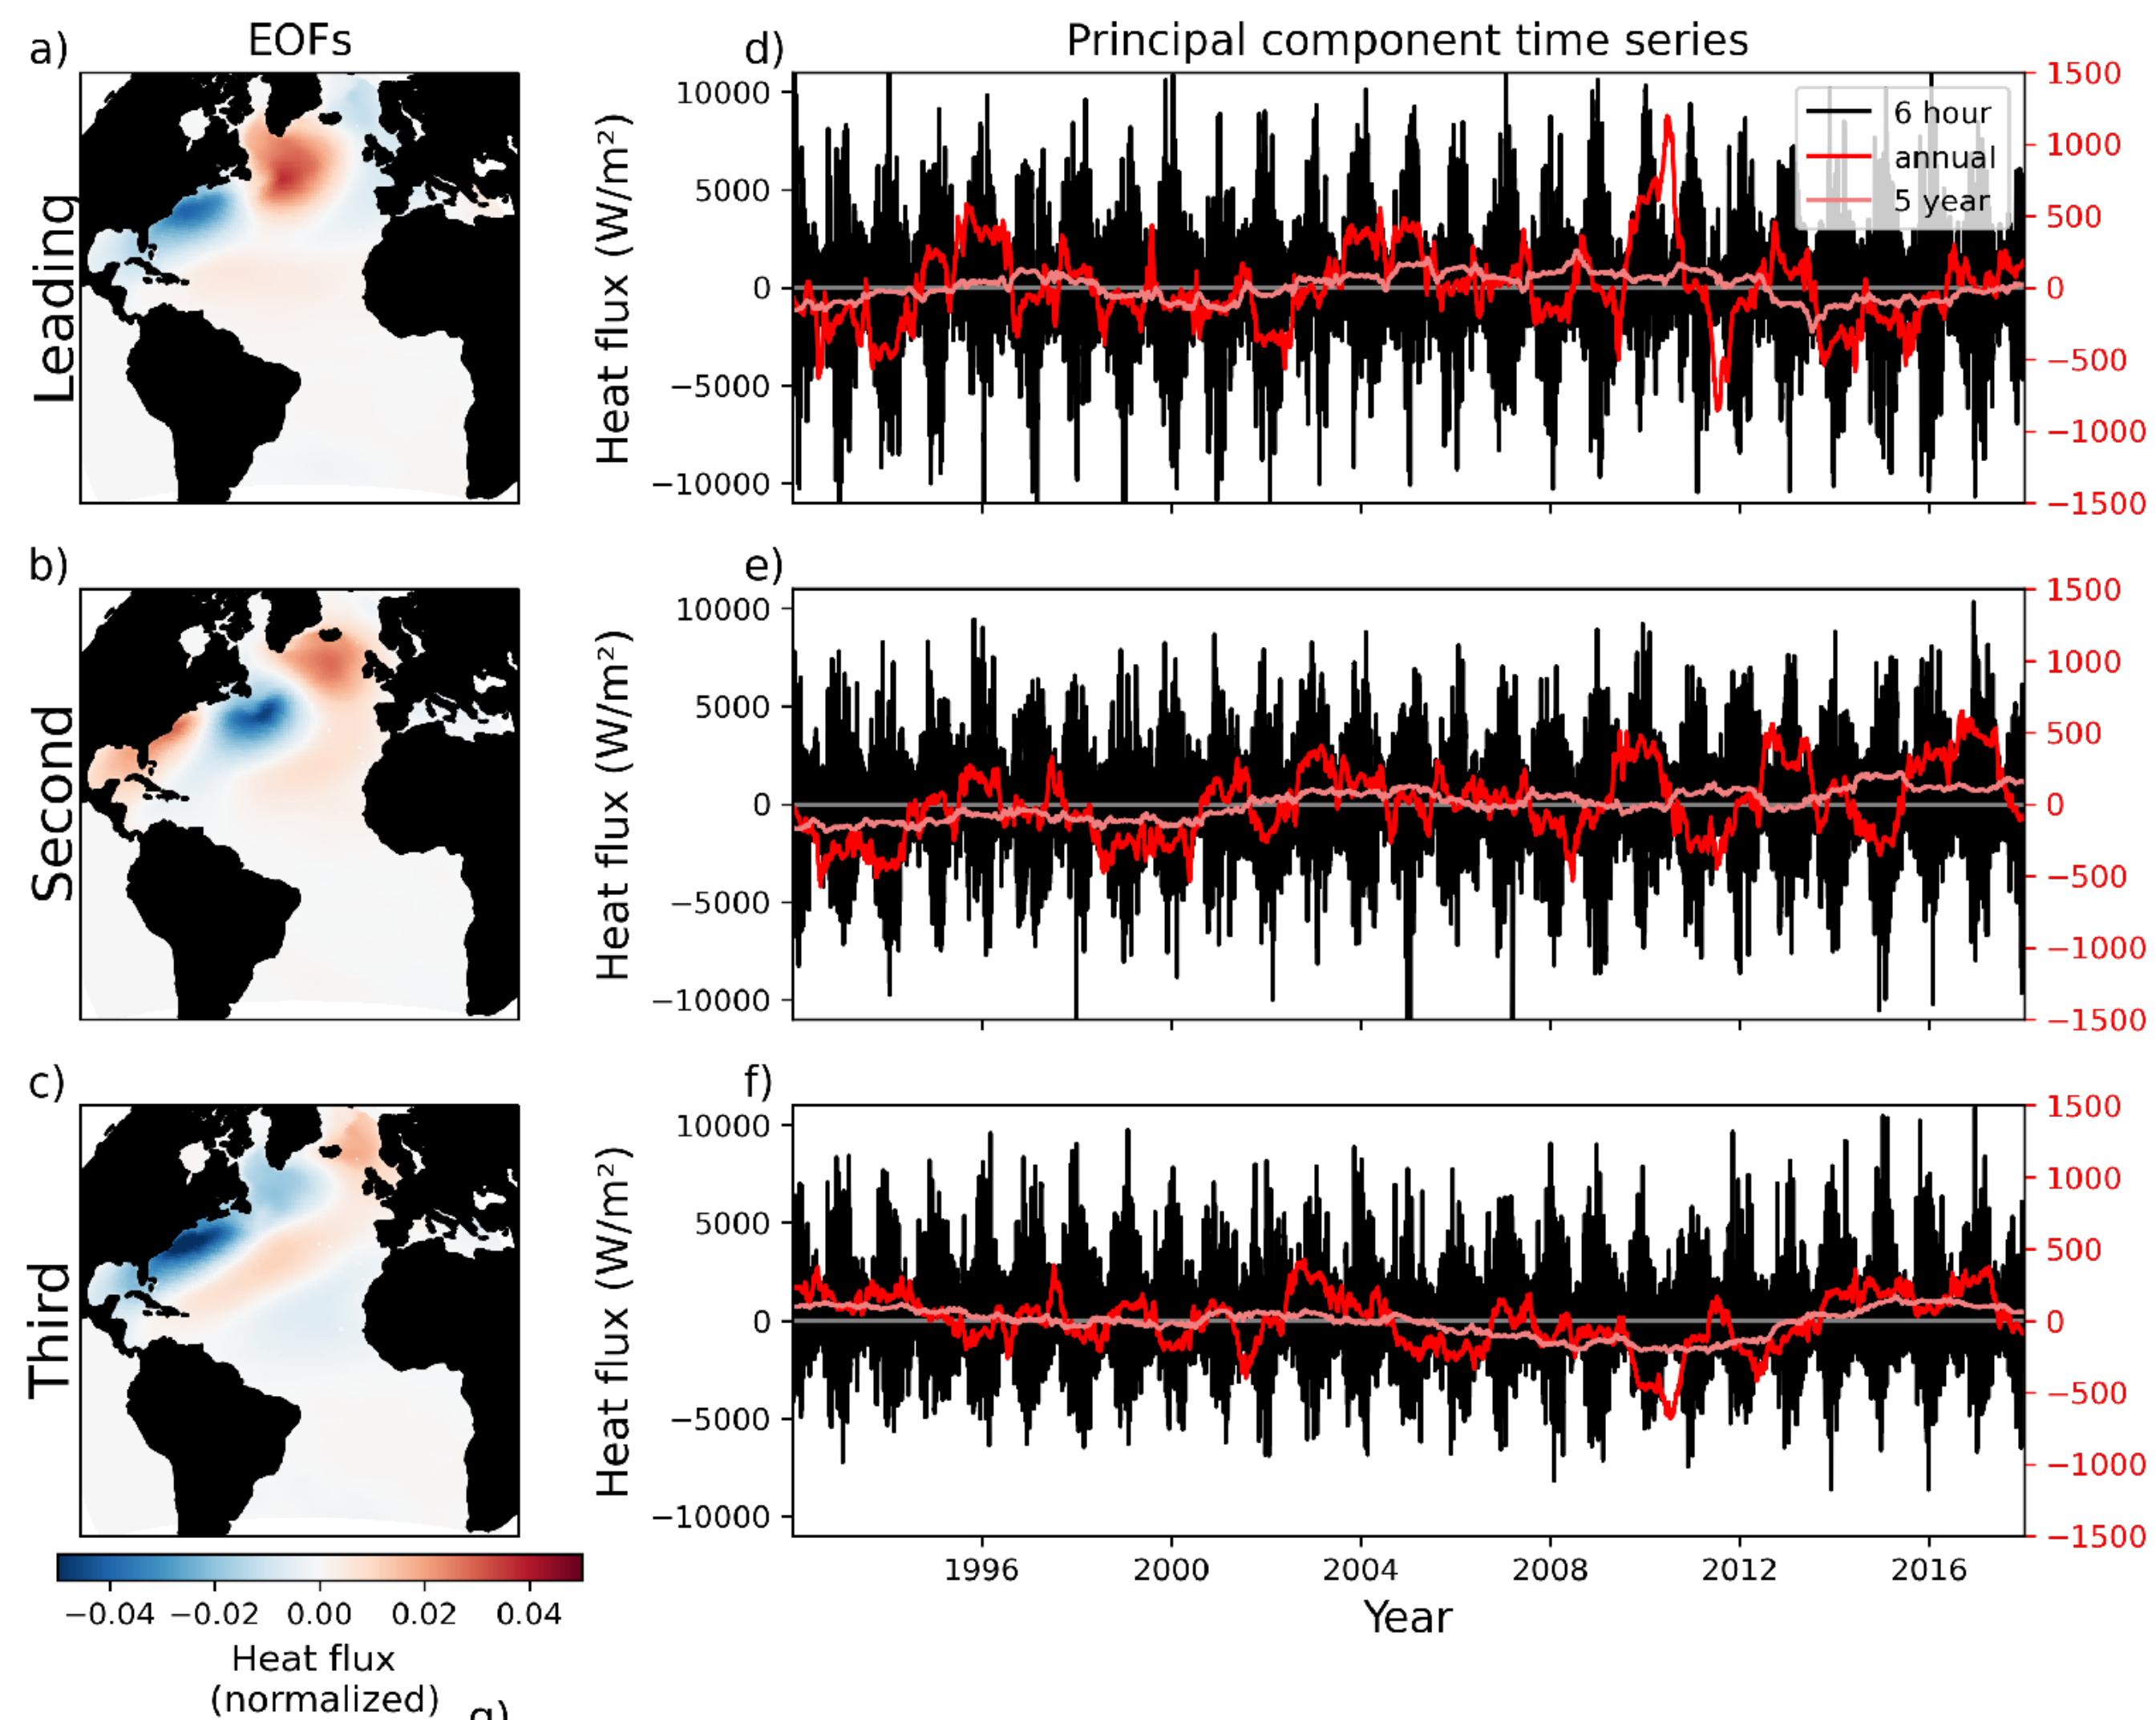 a)
EOFs
d)
Principal component time series
Leading
Heat flux (W/m²)
10000
5000
0
−5000
−10000
1500
1000
500
0
−500
−1000
−1500
6 hour
annual
5 year
b)
e)
Second
Heat flux (W/m²)
10000
5000
0
−5000
−10000
1500
1000
500
0
−500
−1000
−1500
c)
f)
Third
Heat flux (W/m²)
10000
5000
0
−5000
−10000
1500
1000
500
0
−500
−1000
−1500
1996 2000 2004 2008 2012 2016
Year
−0.04 −0.02 0.00 0.02 0.04
Heat flux
(normalized)